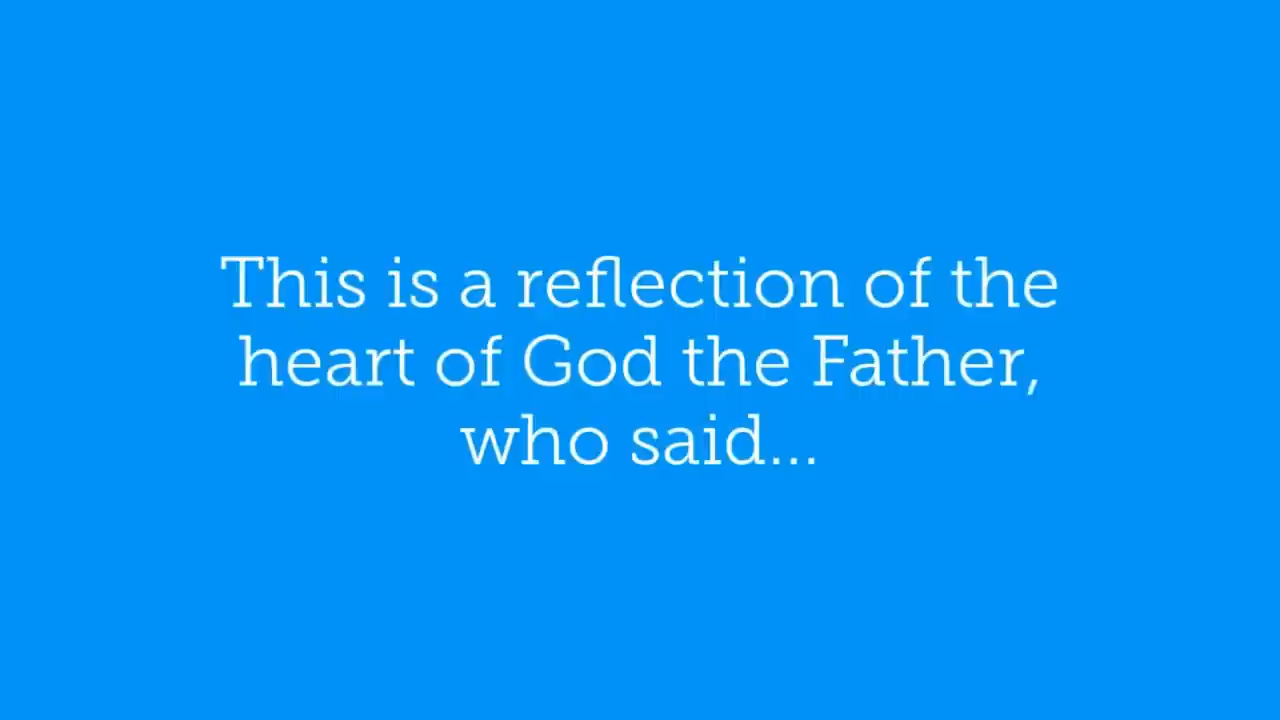 This is a reflection of the
heart of God the Father,
who said...